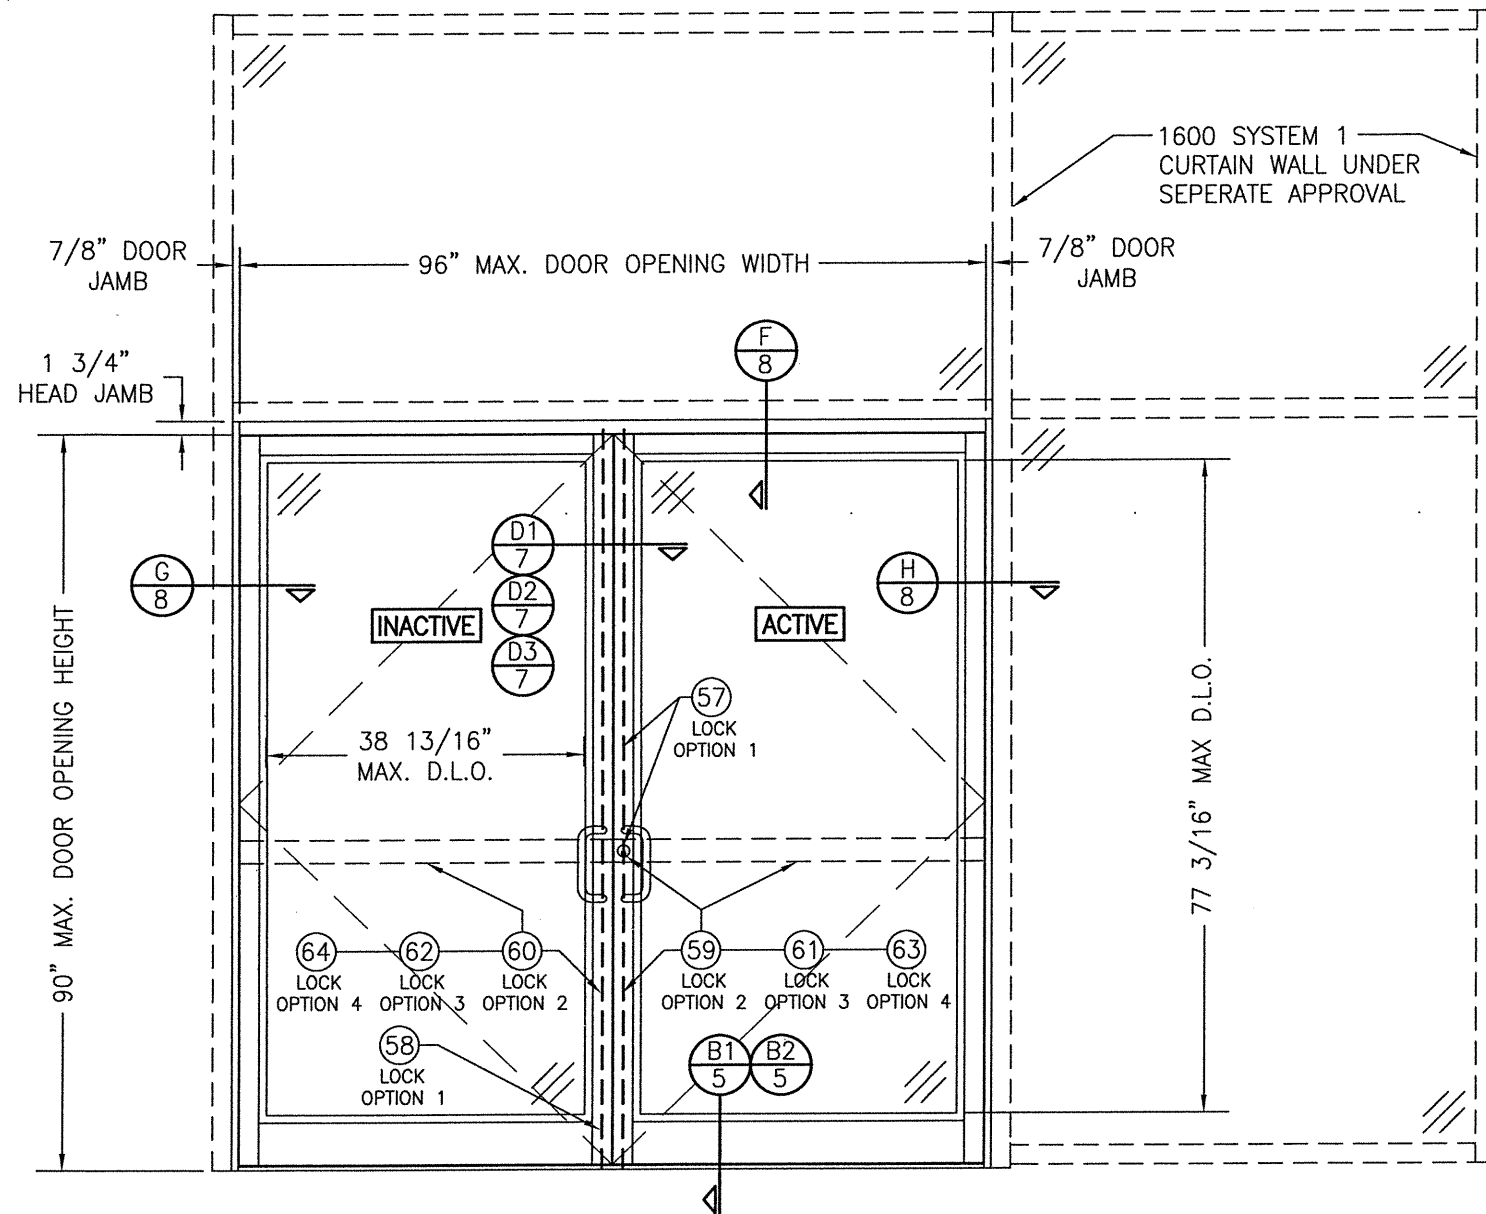 1600 SYSTEM 1
CURTAIN WALL UNDER
SEPERATE APPROVAL
7/8" DOOR
JAMB
96" MAX. DOOR OPENING WIDTH
7/8" DOOR
JAMB
1 3/4"
HEAD JAMB
F
8
D1
7
D2
7
D3
7
G
8
H
8
INACTIVE
ACTIVE
90" MAX. DOOR OPENING HEIGHT
77 3/16" MAX D.L.O.
57
LOCK
OPTION 1
38 13/16"
MAX. D.L.O.
64
LOCK
OPTION 4
62
LOCK
OPTION 3
60
LOCK
OPTION 2
59
LOCK
OPTION 2
61
LOCK
OPTION 3
63
LOCK
OPTION 4
58
LOCK
OPTION 1
B1
5
B2
5